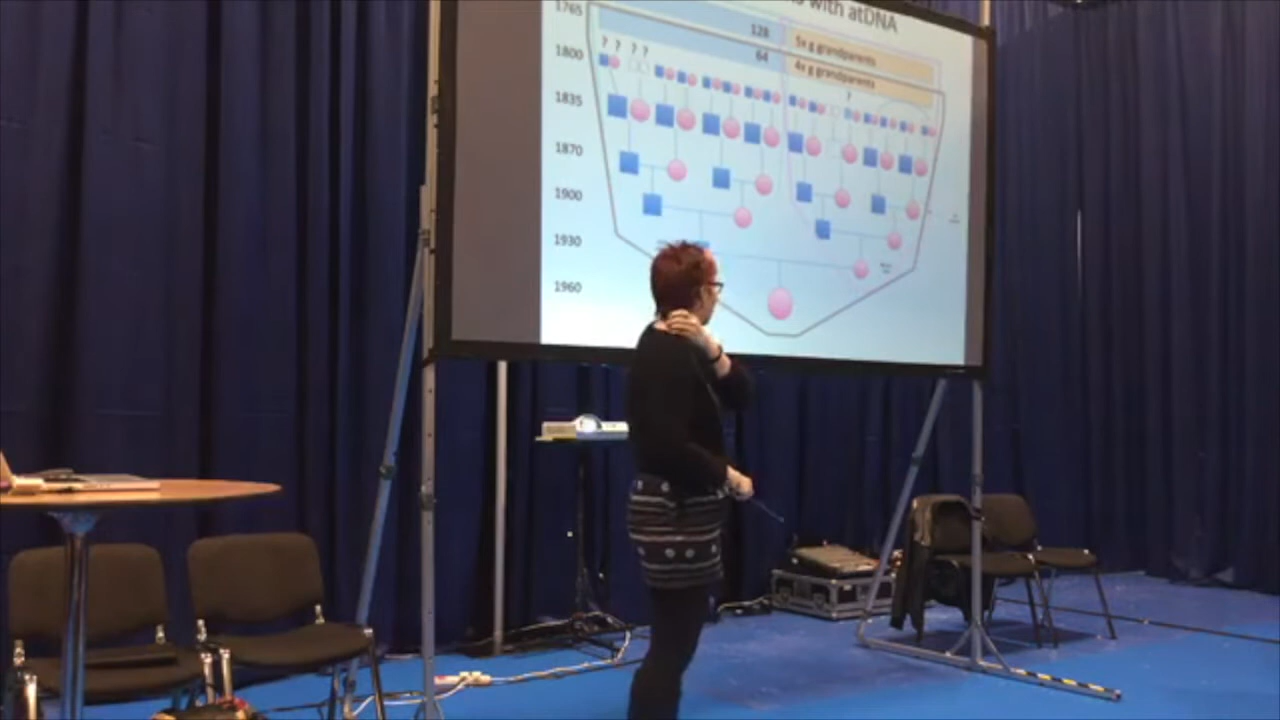 with atDNA
1765
128 5x g grandparents
64 4x g grandparents
1800
? ? ? ?
?
1835
1870
1900
1930
1960